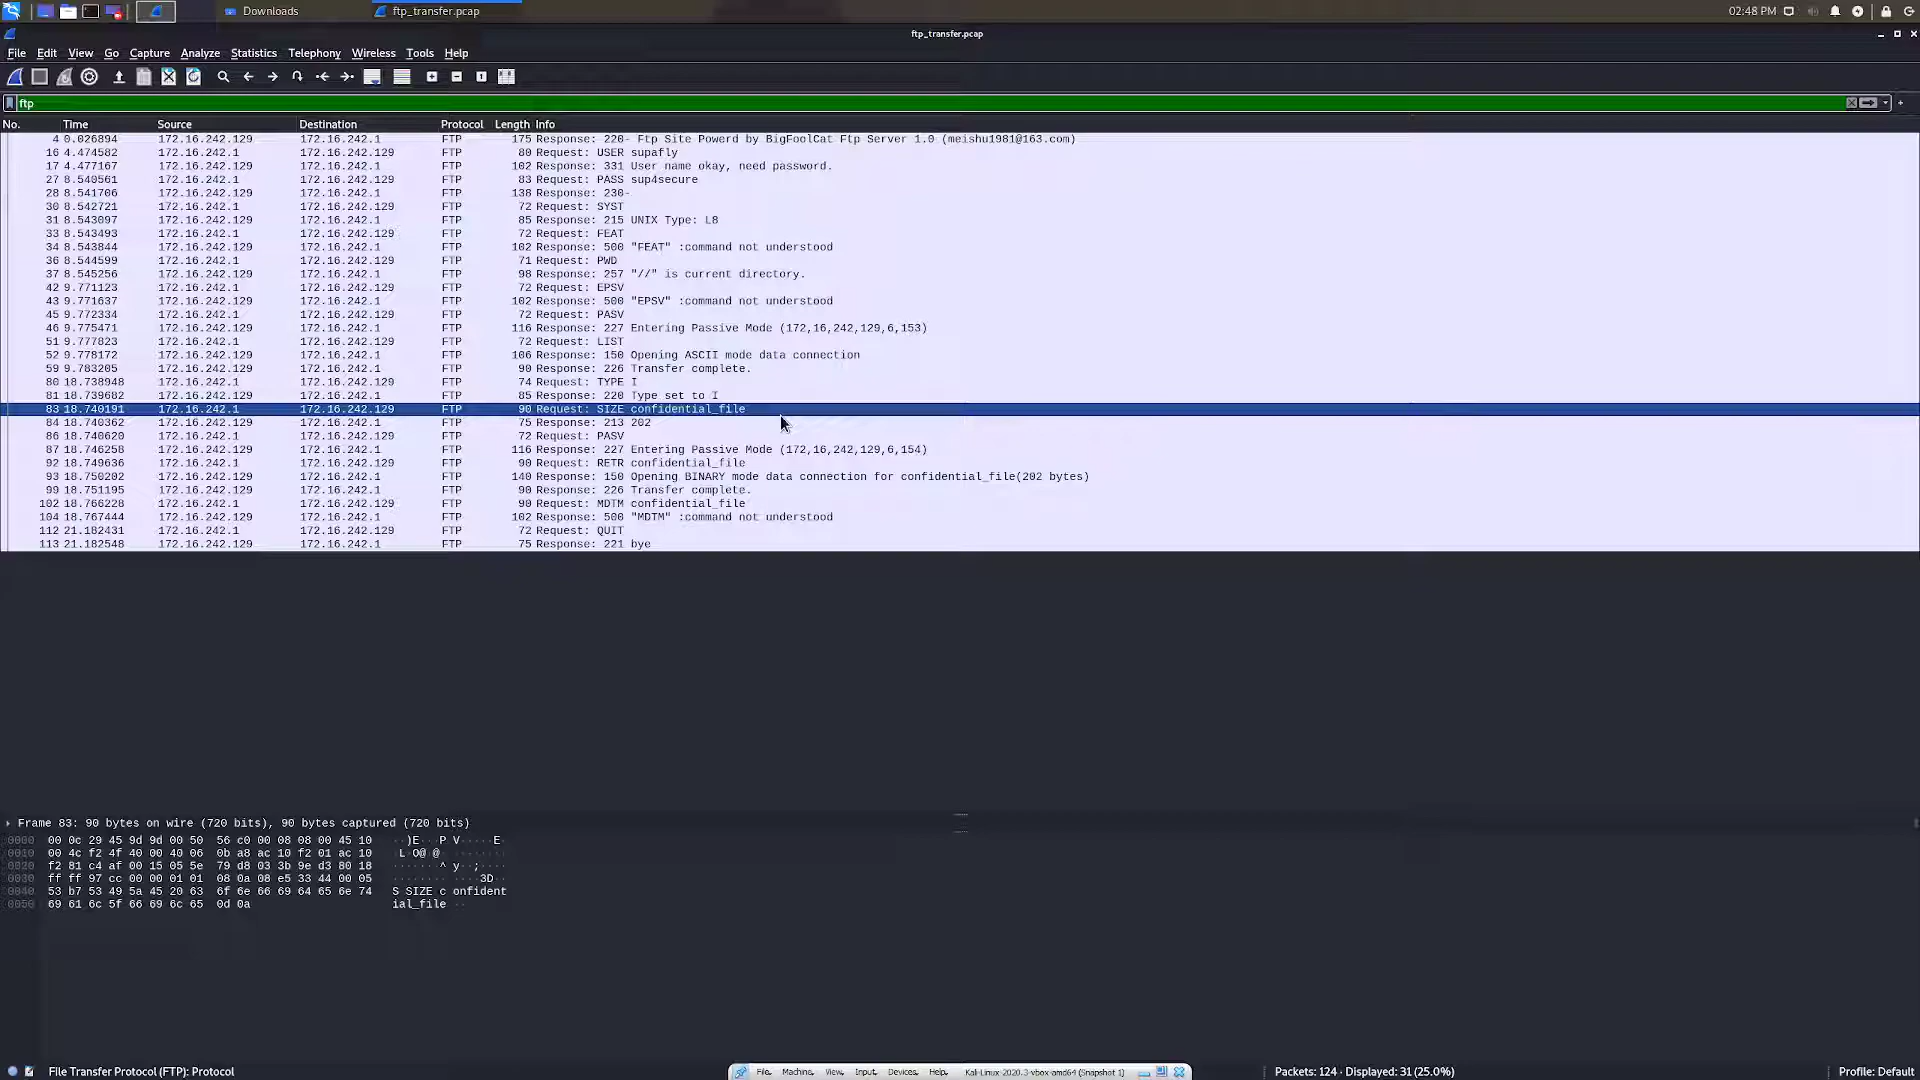 Downloads
ftp_transfer.pcap
02:48 PM
ftp_transfer.pcap
File Edit View Go Capture Analyze Statistics Telephony Wireless Tools Help
ftp
No. Time Source Destination Protocol Length Info
4 0.026894 172.16.242.129 172.16.242.1 FTP 175 Response: 220- Ftp Site Powerd by BigFoolCat Ftp Server 1.0 (meishu1981@163.com)
16 4.474582 172.16.242.1 172.16.242.129 FTP 80 Request: USER supafly
17 4.477167 172.16.242.129 172.16.242.1 FTP 102 Response: 331 User name okay, need password.
27 8.540561 172.16.242.1 172.16.242.129 FTP 83 Request: PASS sup4secure
28 8.541706 172.16.242.129 172.16.242.1 FTP 138 Response: 230-
30 8.542721 172.16.242.1 172.16.242.129 FTP 72 Request: SYST
31 8.543097 172.16.242.129 172.16.242.1 FTP 85 Response: 215 UNIX Type: L8
33 8.543493 172.16.242.1 172.16.242.129 FTP 72 Request: FEAT
34 8.543844 172.16.242.129 172.16.242.1 FTP 102 Response: 500 "FEAT" :command not understood
36 8.544599 172.16.242.1 172.16.242.129 FTP 71 Request: PWD
37 8.545256 172.16.242.129 172.16.242.1 FTP 98 Response: 257 "//" is current directory.
42 9.771123 172.16.242.1 172.16.242.129 FTP 72 Request: EPSV
43 9.771637 172.16.242.129 172.16.242.1 FTP 102 Response: 500 "EPSV" :command not understood
45 9.772334 172.16.242.1 172.16.242.129 FTP 72 Request: PASV
46 9.775471 172.16.242.129 172.16.242.1 FTP 116 Response: 227 Entering Passive Mode (172,16,242,129,6,153)
51 9.777823 172.16.242.1 172.16.242.129 FTP 72 Request: LIST
52 9.778172 172.16.242.129 172.16.242.1 FTP 106 Response: 150 Opening ASCII mode data connection
59 9.783205 172.16.242.129 172.16.242.1 FTP 90 Response: 226 Transfer complete.
80 18.738948 172.16.242.1 172.16.242.129 FTP 74 Request: TYPE I
81 18.739682 172.16.242.129 172.16.242.1 FTP 85 Response: 220 Type set to I
83 18.740191 172.16.242.1 172.16.242.129 FTP 90 Request: SIZE confidential_file
84 18.740362 172.16.242.129 172.16.242.1 FTP 75 Response: 213 202
86 18.740620 172.16.242.1 172.16.242.129 FTP 72 Request: PASV
87 18.746258 172.16.242.129 172.16.242.1 FTP 116 Response: 227 Entering Passive Mode (172,16,242,129,6,154)
92 18.749636 172.16.242.1 172.16.242.129 FTP 90 Request: RETR confidential_file
93 18.750202 172.16.242.129 172.16.242.1 FTP 140 Response: 150 Opening BINARY mode data connection for confidential_file(202 bytes)
99 18.751195 172.16.242.129 172.16.242.1 FTP 90 Response: 226 Transfer complete.
102 18.766228 172.16.242.1 172.16.242.129 FTP 90 Request: MDTM confidential_file
104 18.767444 172.16.242.129 172.16.242.1 FTP 102 Response: 500 "MDTM" :command not understood
112 21.182431 172.16.242.1 172.16.242.129 FTP 72 Request: QUIT
113 21.182548 172.16.242.129 172.16.242.1 FTP 75 Response: 221 bye
Frame 83: 90 bytes on wire (720 bits), 90 bytes captured (720 bits)
0000 00 0c 29 45 9d 9d 00 50 56 c0 00 08 08 00 45 10 ··)E···P V·····E·
0010 00 4c f2 4f 40 00 40 06 0b a8 ac 10 f2 01 ac 10 ·L·O@·@· ········
0020 f2 81 c4 af 00 15 05 5e 79 d8 03 3b 9e d3 80 18 ·······^ y··;····
0030 ff ff 97 cc 00 00 01 01 08 0a 08 e5 33 44 00 05 ········ ····3D··
0040 53 b7 53 49 5a 45 20 63 6f 6e 66 69 64 65 6e 74 S·SIZE c onfident
0050 69 61 6c 5f 66 69 6c 65 0d 0a ial_file ··
File Transfer Protocol (FTP): Protocol
File Machine View Input Devices Help Kali-Linux-2020.3-vbox-amd64 (Snapshot 1)
Packets: 124 · Displayed: 31 (25.0%)
Profile: Default